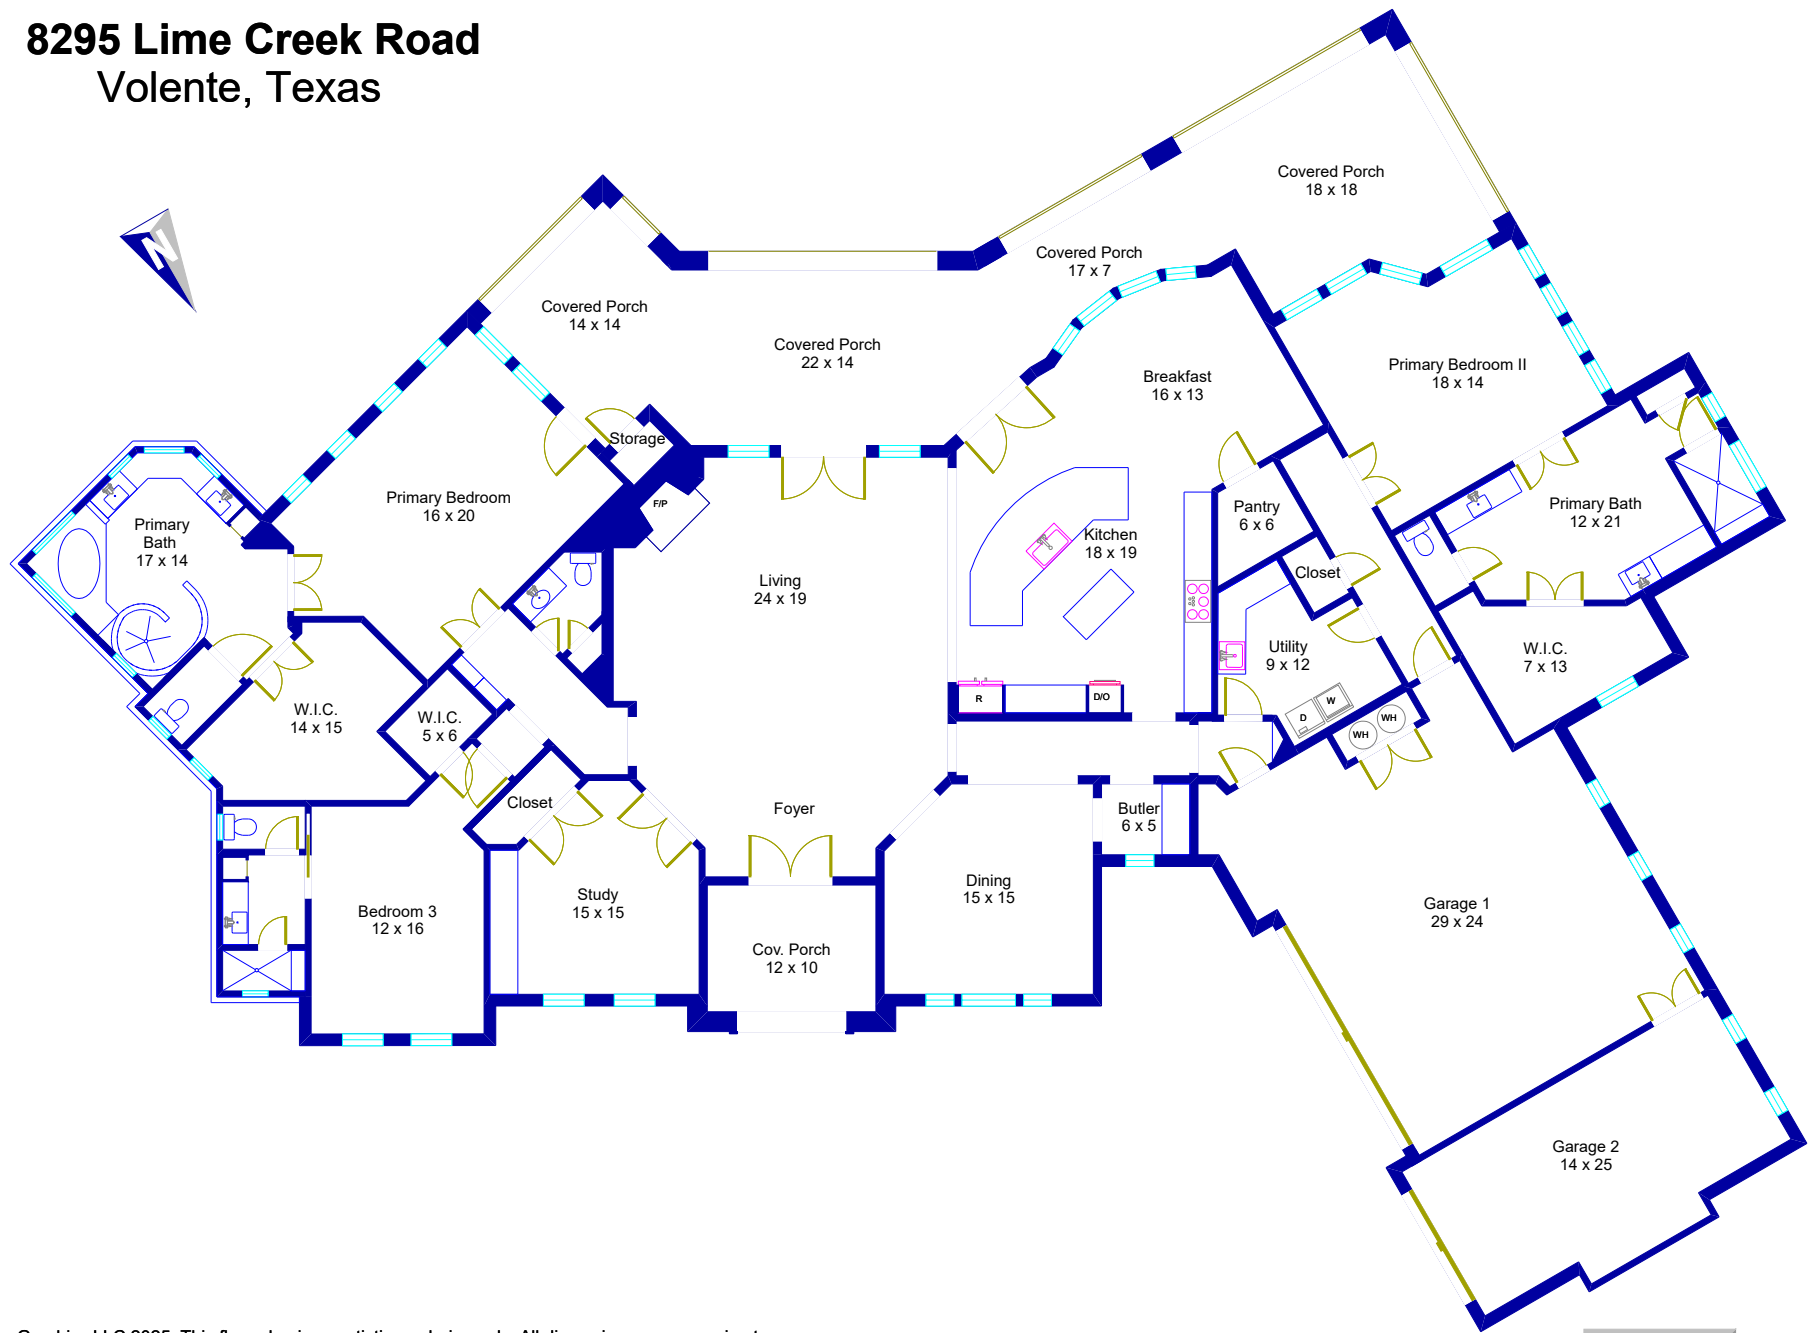 8295 Lime Creek Road
Volente, Texas
N
Covered Porch
18 x 18
Covered Porch
17 x 7
Covered Porch
14 x 14
Covered Porch
22 x 14
Breakfast
16 x 13
Primary Bedroom II
18 x 14
Storage
Primary Bedroom
16 x 20
F/P
Pantry
6 x 6
Primary Bath
12 x 21
Primary
Bath
17 x 14
Kitchen
18 x 19
Living
24 x 19
Closet
Utility
9 x 12
W.I.C.
7 x 13
W.I.C.
14 x 15
W.I.C.
5 x 6
R
D/O
D
W
WH
WH
Closet
Foyer
Butler
6 x 5
Study
15 x 15
Dining
15 x 15
Bedroom 3
12 x 16
Garage 1
29 x 24
Cov. Porch
12 x 10
Garage 2
14 x 25